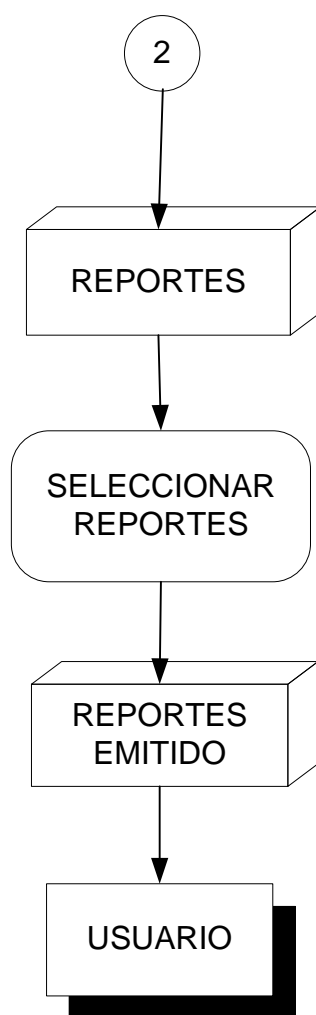 2
REPORTES
SELECCIONAR
REPORTES
REPORTES
EMITIDO
USUARIO